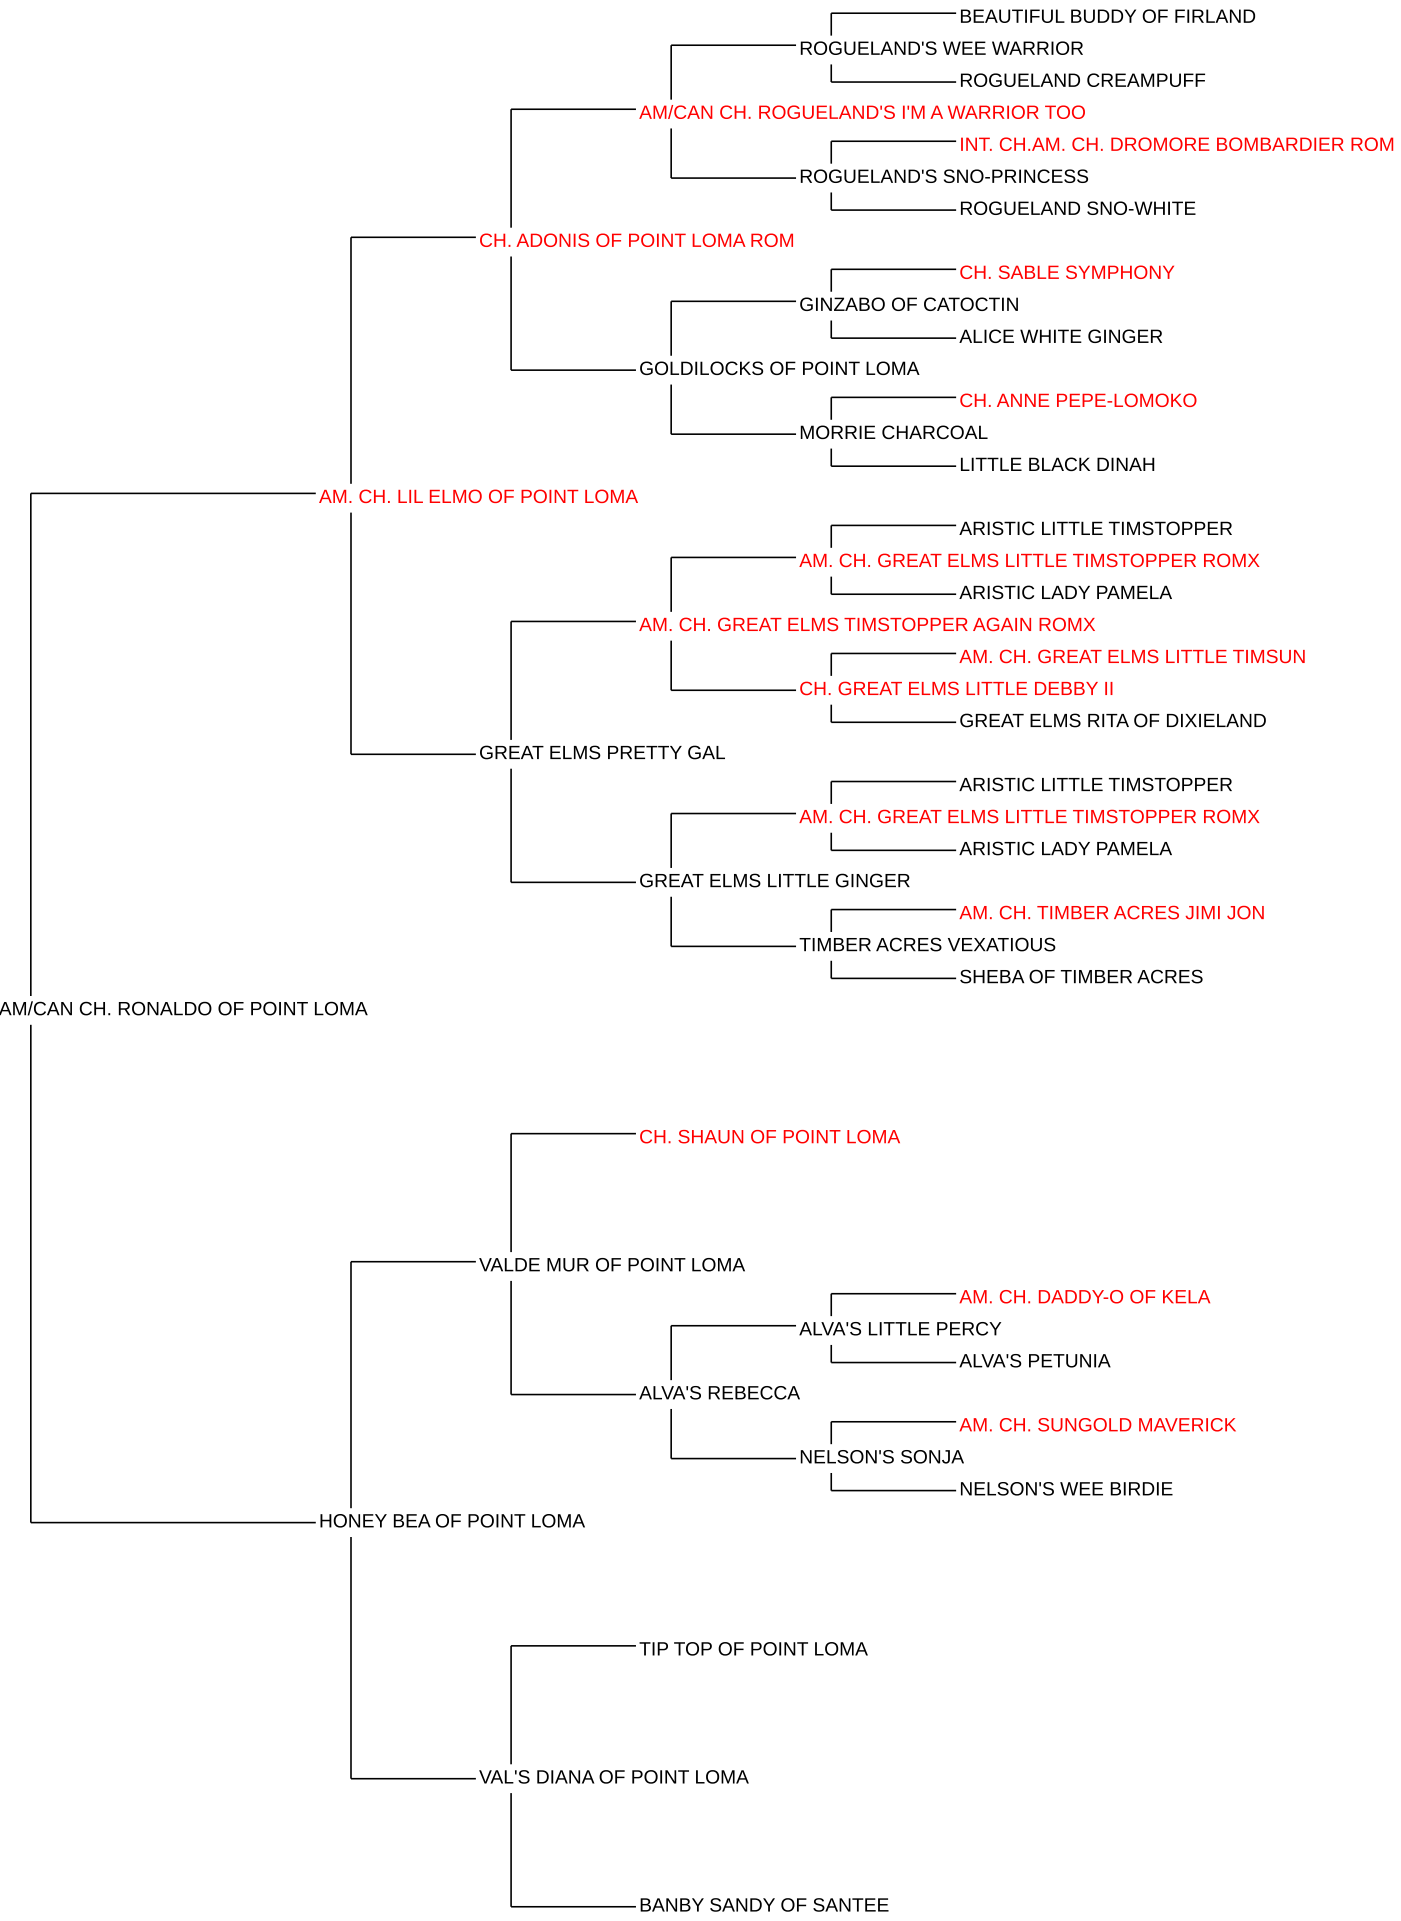 BEAUTIFUL BUDDY OF FIRLAND
ROGUELAND'S WEE WARRIOR
ROGUELAND CREAMPUFF
AM/CAN CH. ROGUELAND'S I'M A WARRIOR TOO
INT. CH.AM. CH. DROMORE BOMBARDIER ROM
ROGUELAND'S SNO-PRINCESS
ROGUELAND SNO-WHITE
CH. ADONIS OF POINT LOMA ROM
CH. SABLE SYMPHONY
GINZABO OF CATOCTIN
ALICE WHITE GINGER
GOLDILOCKS OF POINT LOMA
CH. ANNE PEPE-LOMOKO
MORRIE CHARCOAL
LITTLE BLACK DINAH
AM. CH. LIL ELMO OF POINT LOMA
ARISTIC LITTLE TIMSTOPPER
AM. CH. GREAT ELMS LITTLE TIMSTOPPER ROMX
ARISTIC LADY PAMELA
AM. CH. GREAT ELMS TIMSTOPPER AGAIN ROMX
AM. CH. GREAT ELMS LITTLE TIMSUN
CH. GREAT ELMS LITTLE DEBBY II
GREAT ELMS RITA OF DIXIELAND
GREAT ELMS PRETTY GAL
ARISTIC LITTLE TIMSTOPPER
AM. CH. GREAT ELMS LITTLE TIMSTOPPER ROMX
ARISTIC LADY PAMELA
GREAT ELMS LITTLE GINGER
AM. CH. TIMBER ACRES JIMI JON
TIMBER ACRES VEXATIOUS
SHEBA OF TIMBER ACRES
AM/CAN CH. RONALDO OF POINT LOMA
CH. SHAUN OF POINT LOMA
VALDE MUR OF POINT LOMA
AM. CH. DADDY-O OF KELA
ALVA'S LITTLE PERCY
ALVA'S PETUNIA
ALVA'S REBECCA
AM. CH. SUNGOLD MAVERICK
NELSON'S SONJA
NELSON'S WEE BIRDIE
HONEY BEA OF POINT LOMA
TIP TOP OF POINT LOMA
VAL'S DIANA OF POINT LOMA
BANBY SANDY OF SANTEE